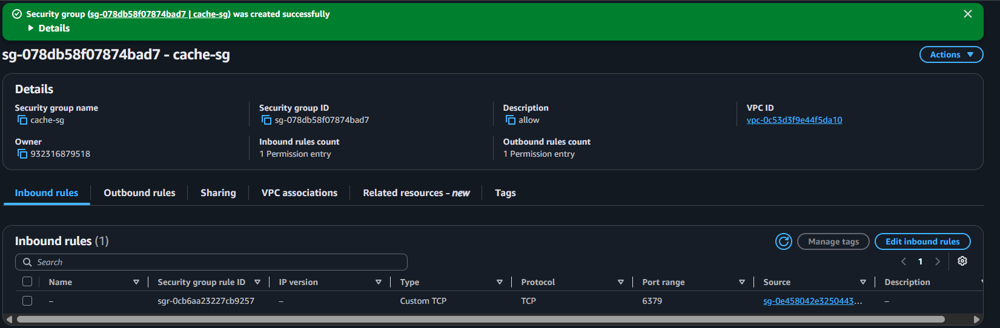 Security group (sg-078db58f07874bad7 | cache-sg) was created successfully
Details
sg-078db58f07874bad7 - cache-sg
Actions
Details
Security group name
cache-sg
Security group ID
sg-078db58f07874bad7
Description
allow
VPC ID
vpc-0c53d3f9e44f5da10
Owner
932316879518
Inbound rules count
1 Permission entry
Outbound rules count
1 Permission entry
Inbound rules
Outbound rules
Sharing
VPC associations
Related resources - new
Tags
Inbound rules (1)
Manage tags
Edit inbound rules
Search
1
Name
Security group rule ID
IP version
Type
Protocol
Port range
Source
Description
–
sgr-0cb6aa23227cb9257
–
Custom TCP
TCP
6379
sg-0e458042e3250443...
–